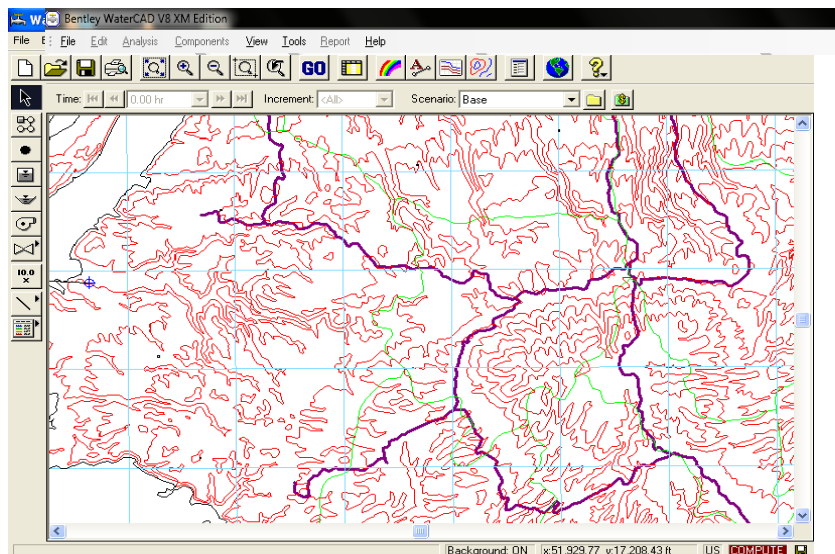 Wa Bentley WaterCAD V8 XM Edition
File E File Edit Analysis Components View Tools Report Help
GO
Time: 0.00 hr Increment: <All> Scenario: Base
10.0
Background: ON x:51,929.77 y:17,208.43 ft US COMPUTE